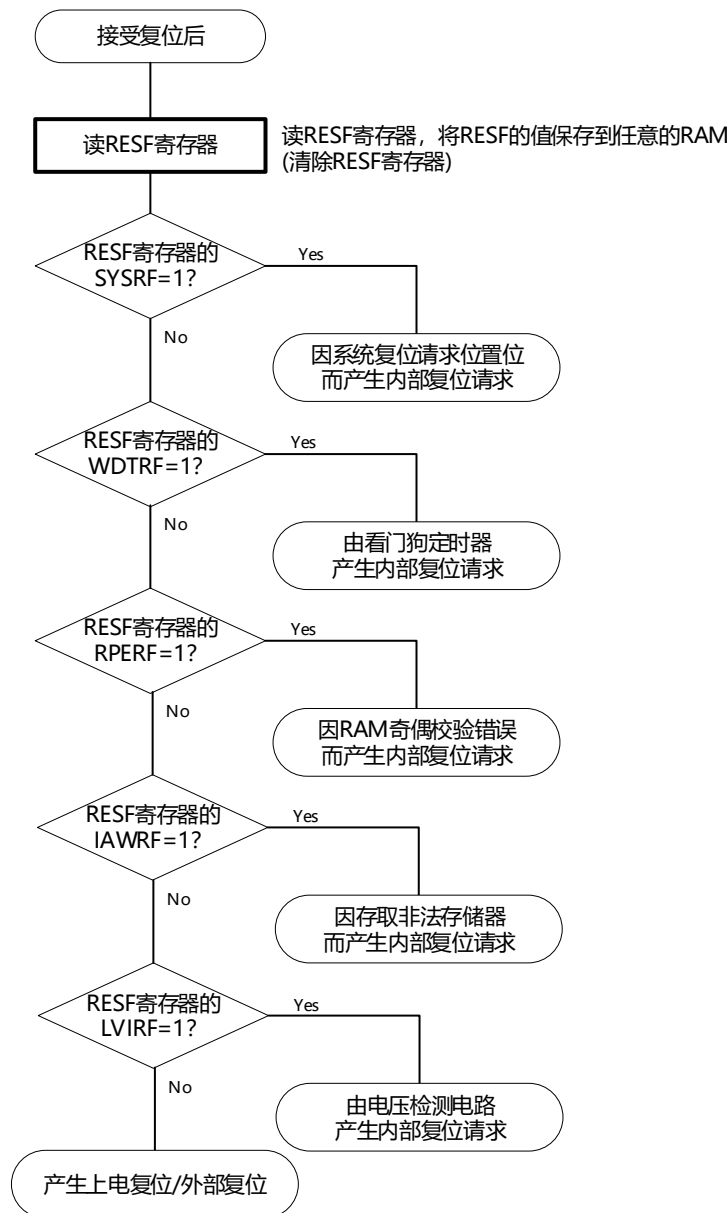 接受复位后
读RESF寄存器
读RESF寄存器，将RESF的值保存到任意的RAM
(清除RESF寄存器)
RESF寄存器的
SYSRF=1?
Yes
No
因系统复位请求位置位
而产生内部复位请求
RESF寄存器的
WDTRF=1?
Yes
No
由看门狗定时器
产生内部复位请求
RESF寄存器的
RPERF=1?
Yes
No
因RAM奇偶校验错误
而产生内部复位请求
RESF寄存器的
IAWRF=1?
Yes
No
因存取非法存储器
而产生内部复位请求
RESF寄存器的
LVIRF=1?
Yes
No
由电压检测电路
产生内部复位请求
产生上电复位/外部复位